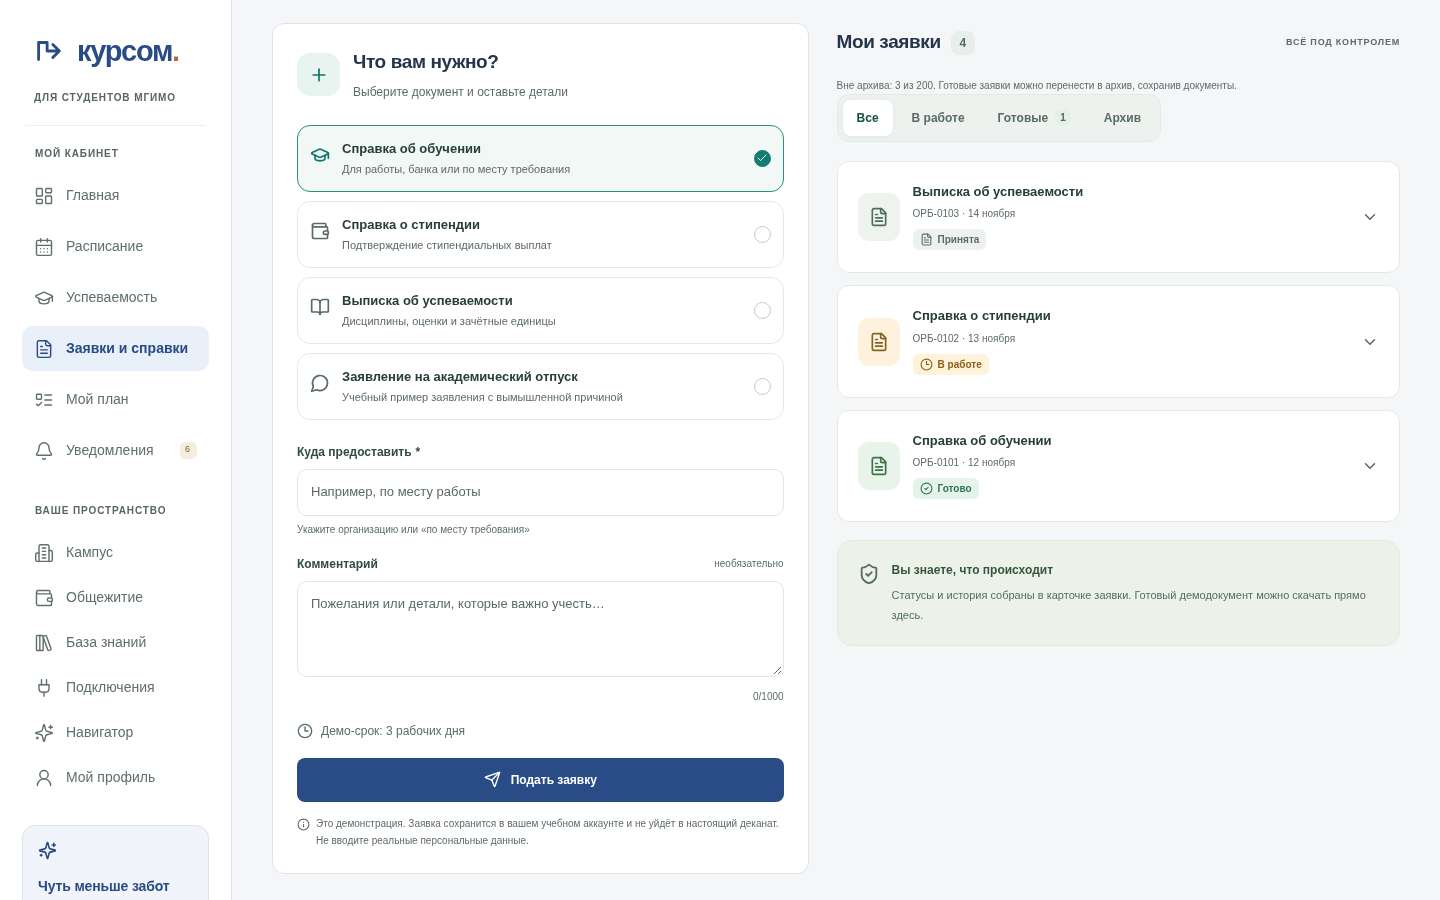 курсом.
ДЛЯ СТУДЕНТОВ МГИМО
МОЙ КАБИНЕТ
Главная
Расписание
Успеваемость
Заявки и справки
Мой план
Уведомления 6
ВАШЕ ПРОСТРАНСТВО
Кампус
Общежитие
База знаний
Подключения
Навигатор
Мой профиль
Чуть меньше забот
Что вам нужно?
Выберите документ и оставьте детали
Справка об обучении
Для работы, банка или по месту требования
Справка о стипендии
Подтверждение стипендиальных выплат
Выписка об успеваемости
Дисциплины, оценки и зачётные единицы
Заявление на академический отпуск
Учебный пример заявления с вымышленной причиной
Куда предоставить *
Например, по месту работы
Укажите организацию или «по месту требования»
Комментарий необязательно
Пожелания или детали, которые важно учесть…
0/1000
Демо-срок: 3 рабочих дня
Подать заявку
Это демонстрация. Заявка сохранится в вашем учебном аккаунте и не уйдёт в настоящий деканат.
Не вводите реальные персональные данные.
Мои заявки 4
ВСЁ ПОД КОНТРОЛЕМ
Вне архива: 3 из 200. Готовые заявки можно перенести в архив, сохранив документы.
Все В работе Готовые 1 Архив
Выписка об успеваемости
ОРБ-0103 · 14 ноября
Принята
Справка о стипендии
ОРБ-0102 · 13 ноября
В работе
Справка об обучении
ОРБ-0101 · 12 ноября
Готово
Вы знаете, что происходит
Статусы и история собраны в карточке заявки. Готовый демодокумент можно скачать прямо
здесь.